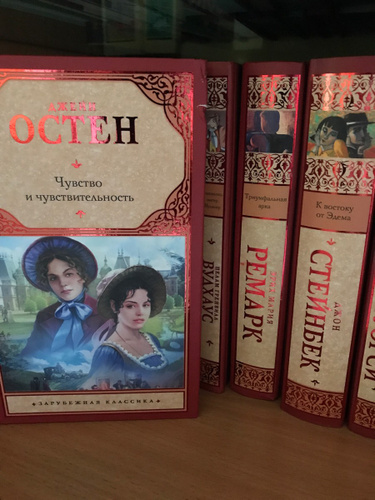 ДЖЕЙН
ОСТЕН
Чувство
и чувствительность
ЗАРУБЕЖНАЯ КЛАССИКА
ВУДХАУС
Триумфальная
арка
ЭРИХ МАРИЯ
РЕМАРК
К востоку
от Эдема
ДЖОН
СТЕЙНБЕК